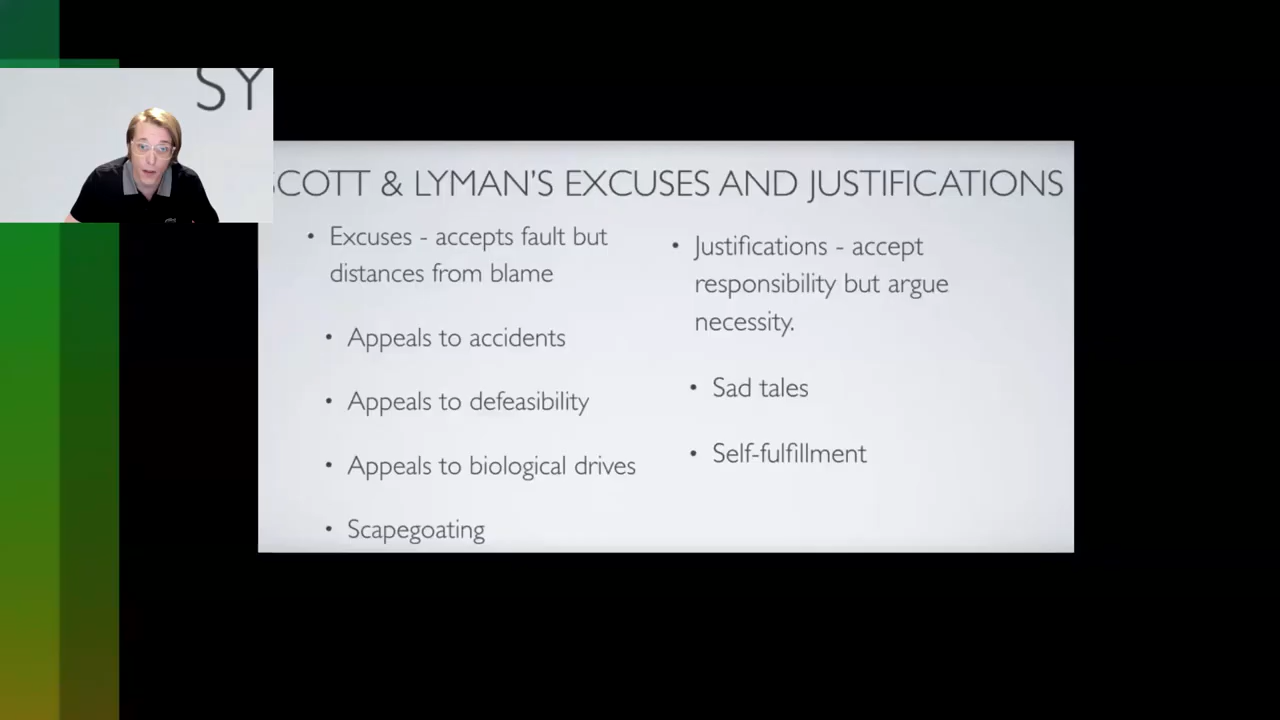 SY
SCOTT & LYMAN'S EXCUSES AND JUSTIFICATIONS
• Excuses - accepts fault but
distances from blame
• Appeals to accidents
• Appeals to defeasibility
• Appeals to biological drives
• Scapegoating
• Justifications - accept
responsibility but argue
necessity.
• Sad tales
• Self-fulfillment